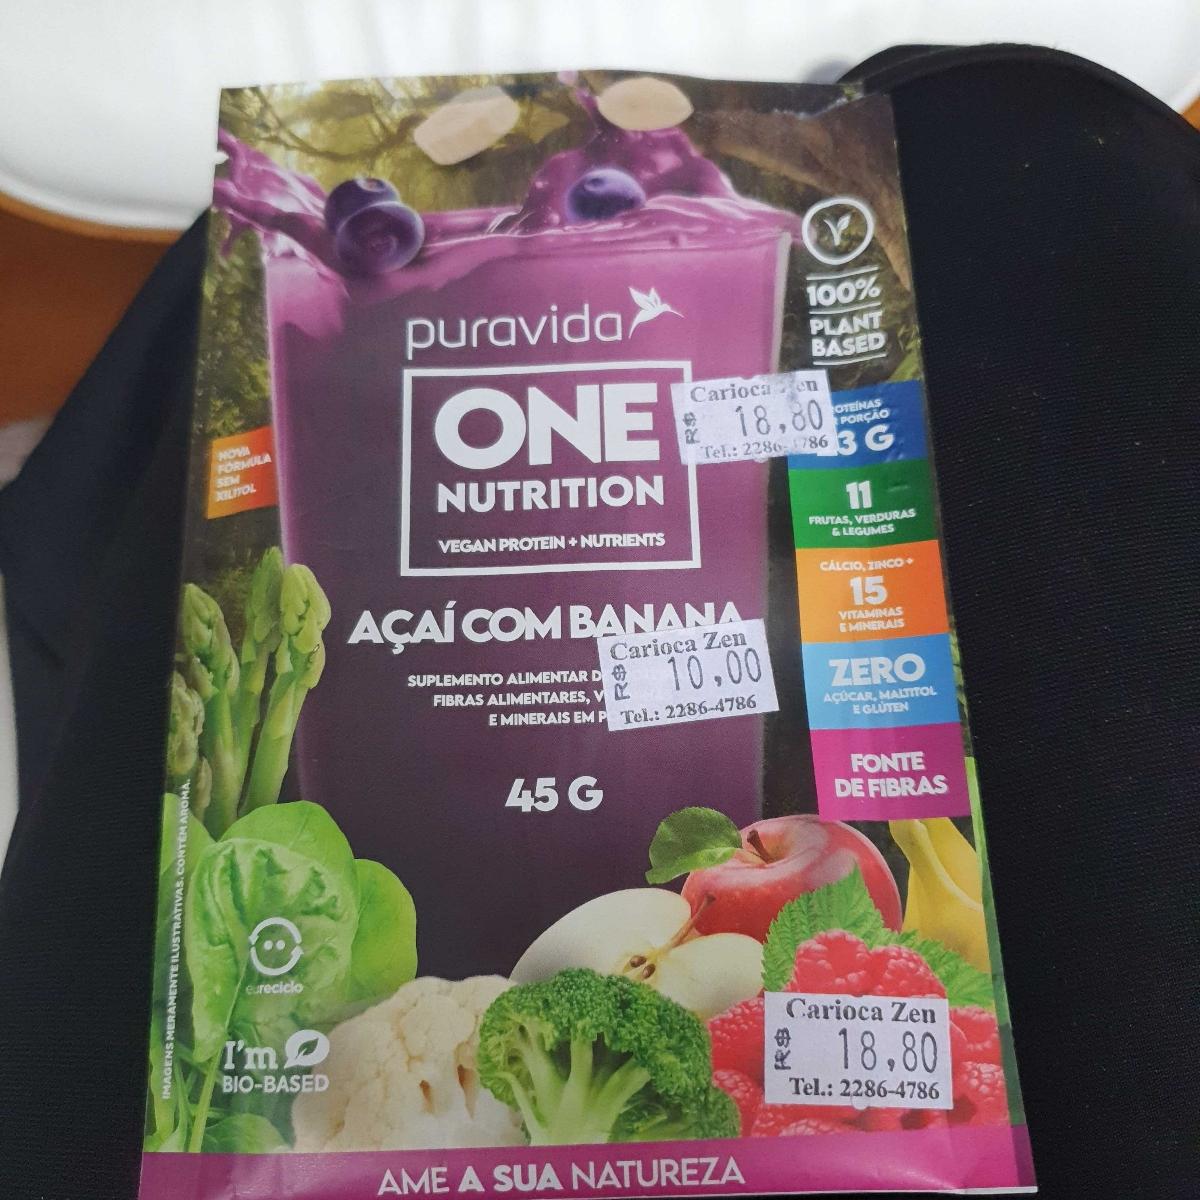 puravida
ONE
NUTRITION
VEGAN PROTEIN + NUTRIENTS
AÇAÍ COM BANANA
SUPLEMENTO ALIMENTAR
FIBRAS ALIMENTARES,
E MINERAIS EM
45 G
NOVA
FÓRMULA
SEM
XILITOL
100%
PLANT
BASED
Carioca Zen
R$ 18,80
Tel.: 2286-4786
PORÇÃO
3 G
11
FRUTAS, VERDURAS
& LEGUMES
CÁLCIO, ZINCO +
15
VITAMINAS
E MINERAIS
ZERO
AÇÚCAR, MALTITOL
E GLÚTEN
FONTE
DE FIBRAS
Carioca Zen
R$ 10,00
Tel.: 2286-4786
IMAGENS MERAMENTE ILUSTRATIVAS. CONTÉM AROMA.
eureciclo
I'm
BIO-BASED
Carioca Zen
R$ 18,80
Tel.: 2286-4786
AME A SUA NATUREZA